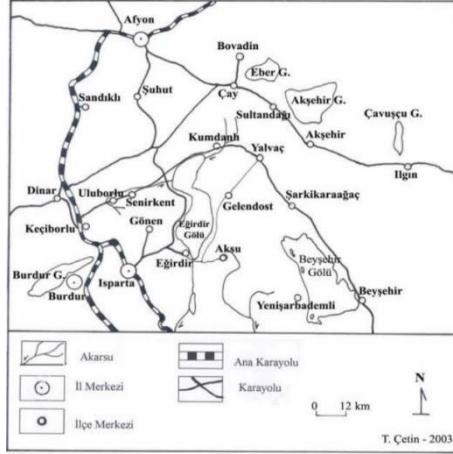 Afyon
Bovadin
Eber G.
Sandıklı
Şuhut
Çay
Akşehir G.
Sultandağı
Çavuşçu G.
Kumdanlı
Akşehir
Yalvaç
Ilgın
Dinar
Uluborlu
Senirkent
Gelendost
Şarkikaraağaç
Keçiborlu
Gönen
Eğirdir
Gölü
Aksu
Eğirdir
Beyşehir
Gölü
Burdur G.
Isparta
Burdur
Yenişarbademli
Beyşehir
Akarsu
Ana Karayolu
İl Merkezi
Karayolu
N
0 12 km
İlçe Merkezi
T. Çetin - 2003